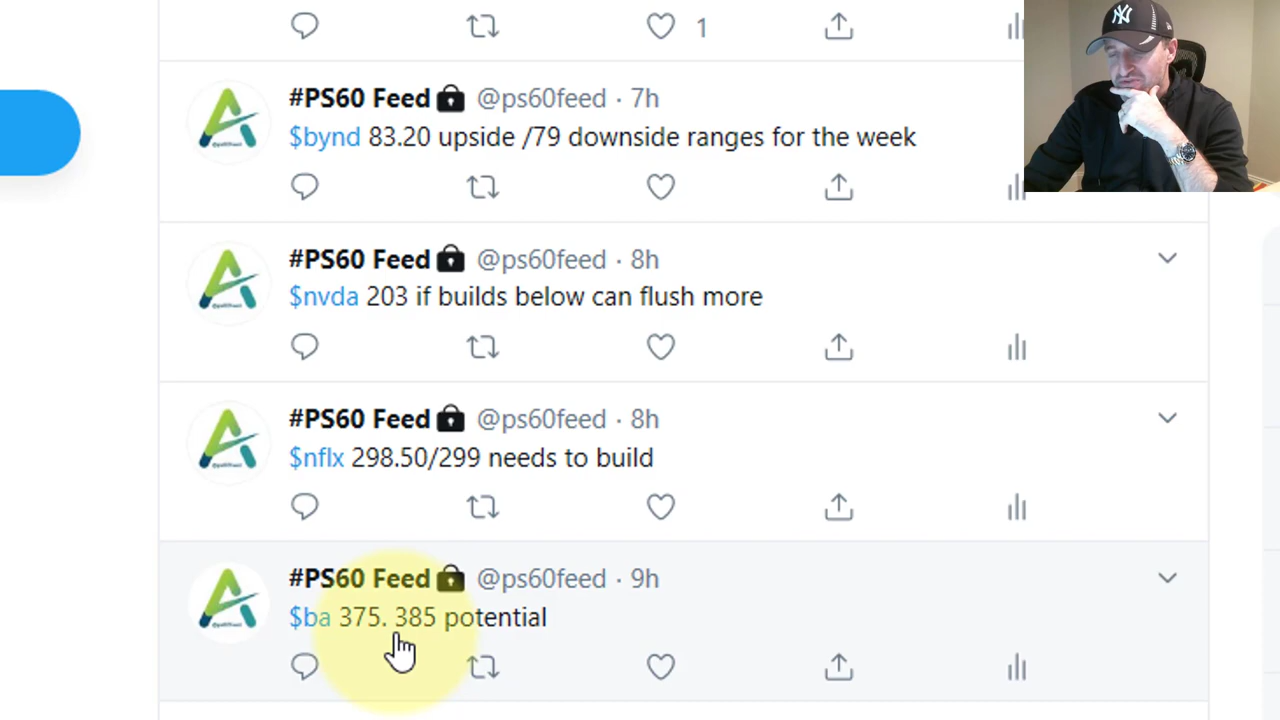 1
#PS60 Feed @ps60feed · 7h
$bynd 83.20 upside /79 downside ranges for the week
#PS60 Feed @ps60feed · 8h
$nvda 203 if builds below can flush more
#PS60 Feed @ps60feed · 8h
$nflx 298.50/299 needs to build
#PS60 Feed @ps60feed · 9h
$ba 375. 385 potential